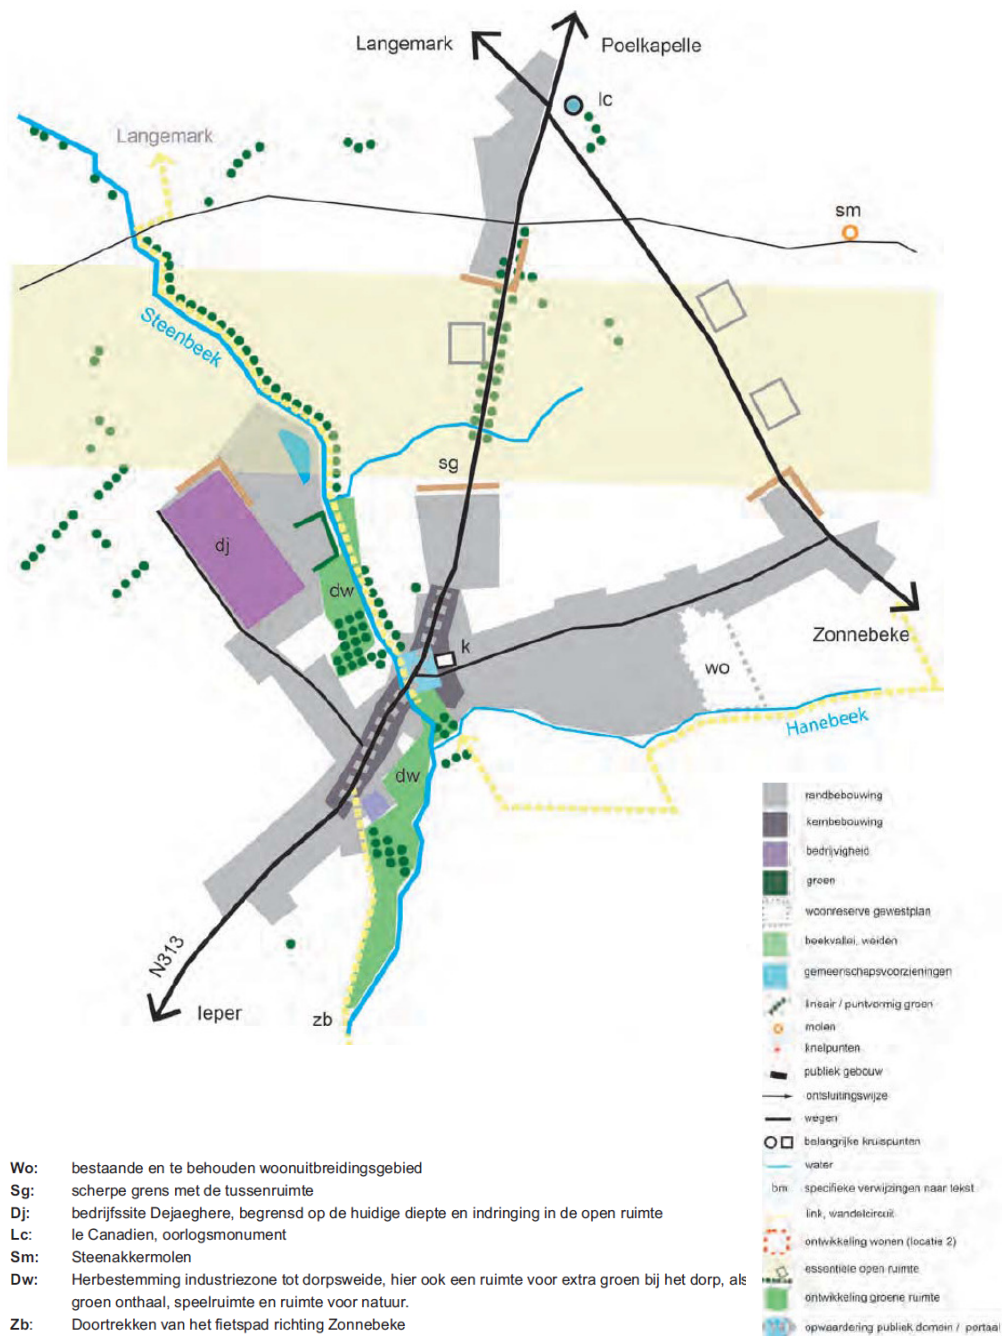 Langemark
Poelkapelle
lc
Langemark
sm
Steenbeek
sg
dj
dw
k
wo
Zonnebeke
Hanebeek
dw
N313
Ieper
zb
randbebouwing
kernbebouwing
bedrijvigheid
groen
woonreserve gewestplan
beekvallei, weiden
gemeenschapsvoorzieningen
lineair / puntvormig groen
molen
knelpunten
publiek gebouw
ontsluitingswijze
wegen
belangrijke kruispunten
water
bm specifieke verwijzingen naar tekst
link, wandelcircuit
ontwikkeling wonen (locatie 2)
essentiële open ruimte
ontwikkeling groene ruimte
opwaardering publiek domein / portaal
Wo: bestaande en te behouden woonuitbreidingsgebied
Sg: scherpe grens met de tussenruimte
Dj: bedrijfssite Dejaeghere, begrensd op de huidige diepte en indringing in de open ruimte
Lc: le Canadien, oorlogsmonument
Sm: Steenakkermolen
Dw: Herbestemming industriezone tot dorpsweide, hier ook een ruimte voor extra groen bij het dorp, als
groen onthaal, speelruimte en ruimte voor natuur.
Zb: Doortrekken van het fietspad richting Zonnebeke